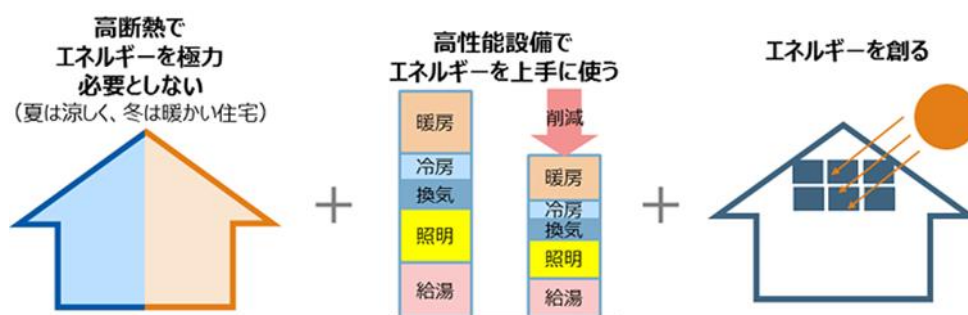 高断熱で
エネルギーを極力
必要としない
（夏は涼しく、冬は暖かい住宅）
高性能設備で
エネルギーを上手に使う
暖房
冷房
換気
照明
給湯
削減
暖房
冷房
換気
照明
給湯
エネルギーを創る